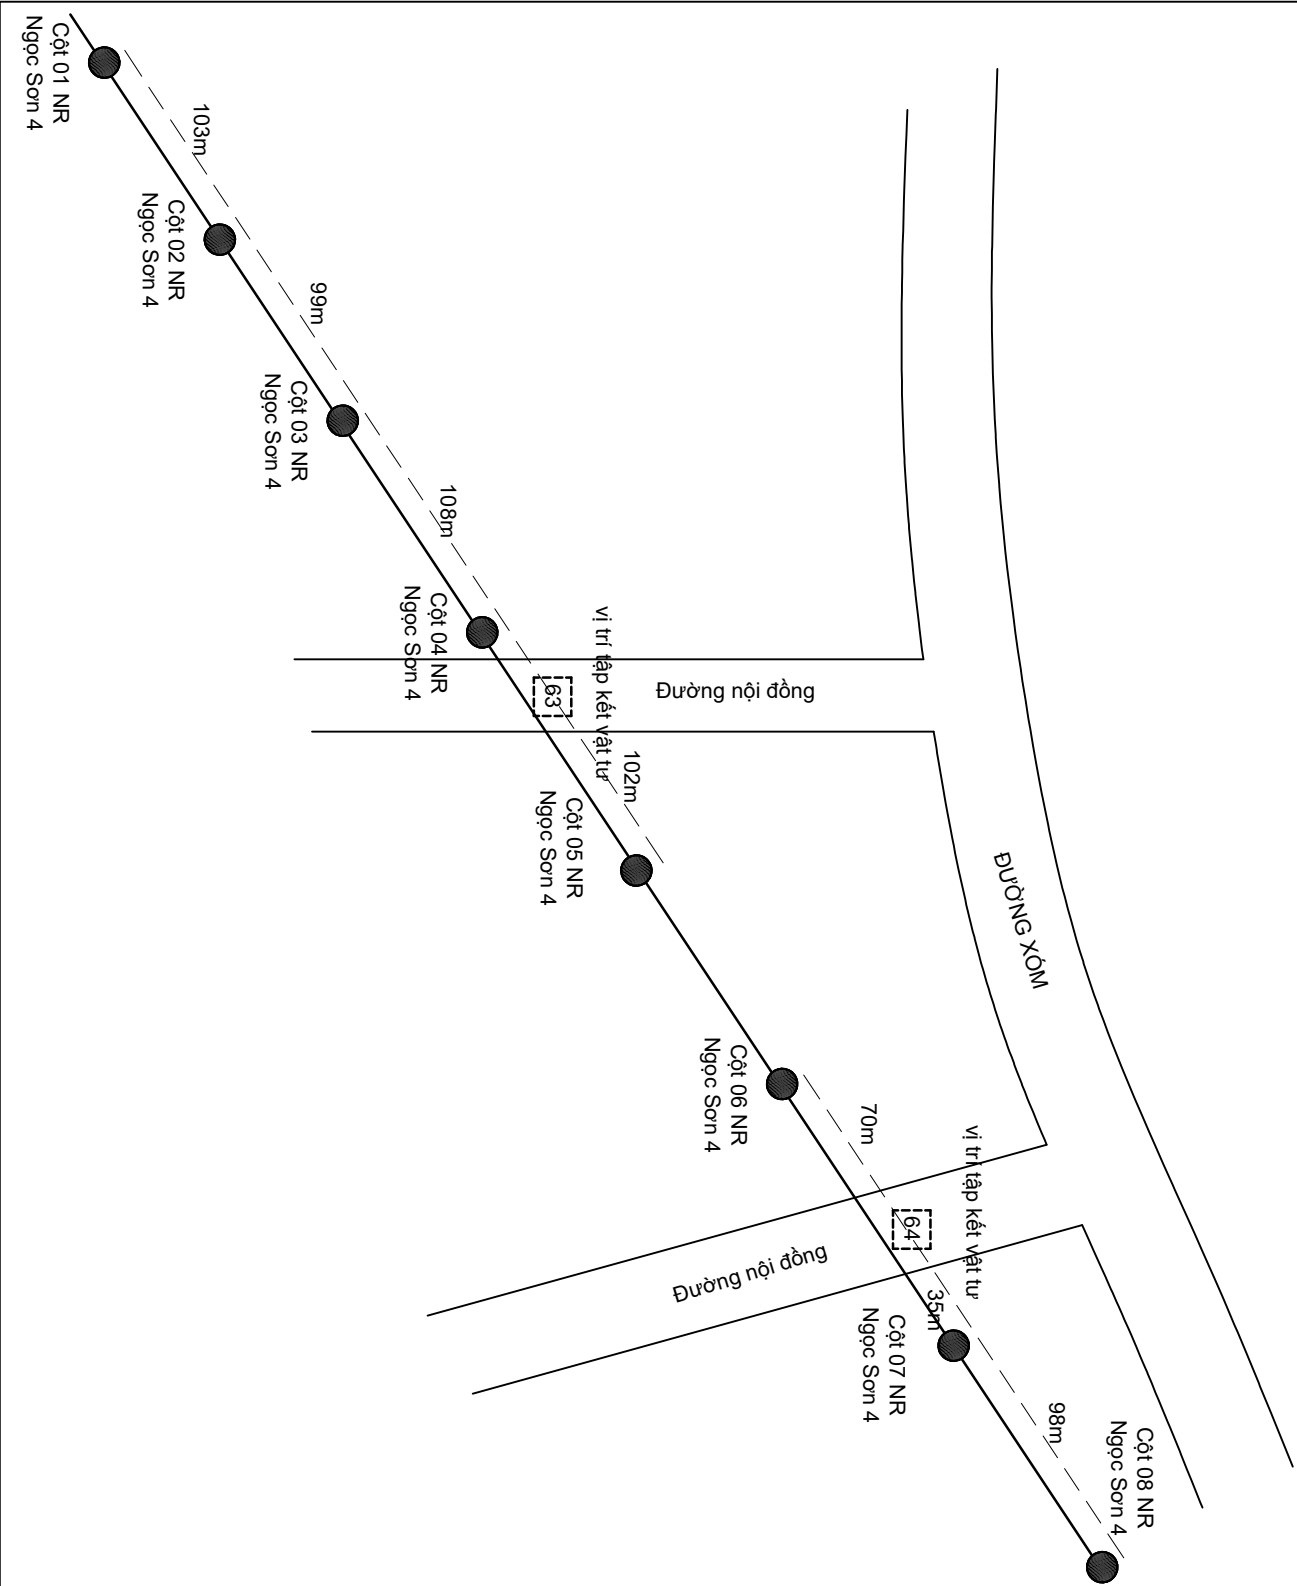 Cột 01 NR
Ngọc Sơn 4
103m
Cột 02 NR
Ngọc Sơn 4
99m
Cột 03 NR
Ngọc Sơn 4
108m
Cột 04 NR
Ngọc Sơn 4
vị trí tập kết vật tư
63
Đường nội đồng
102m
Cột 05 NR
Ngọc Sơn 4
ĐƯỜNG XÓM
Cột 06 NR
Ngọc Sơn 4
70m
vị trí tập kết vật tư
64
Đường nội đồng
35m
Cột 07 NR
Ngọc Sơn 4
98m
Cột 08 NR
Ngọc Sơn 4